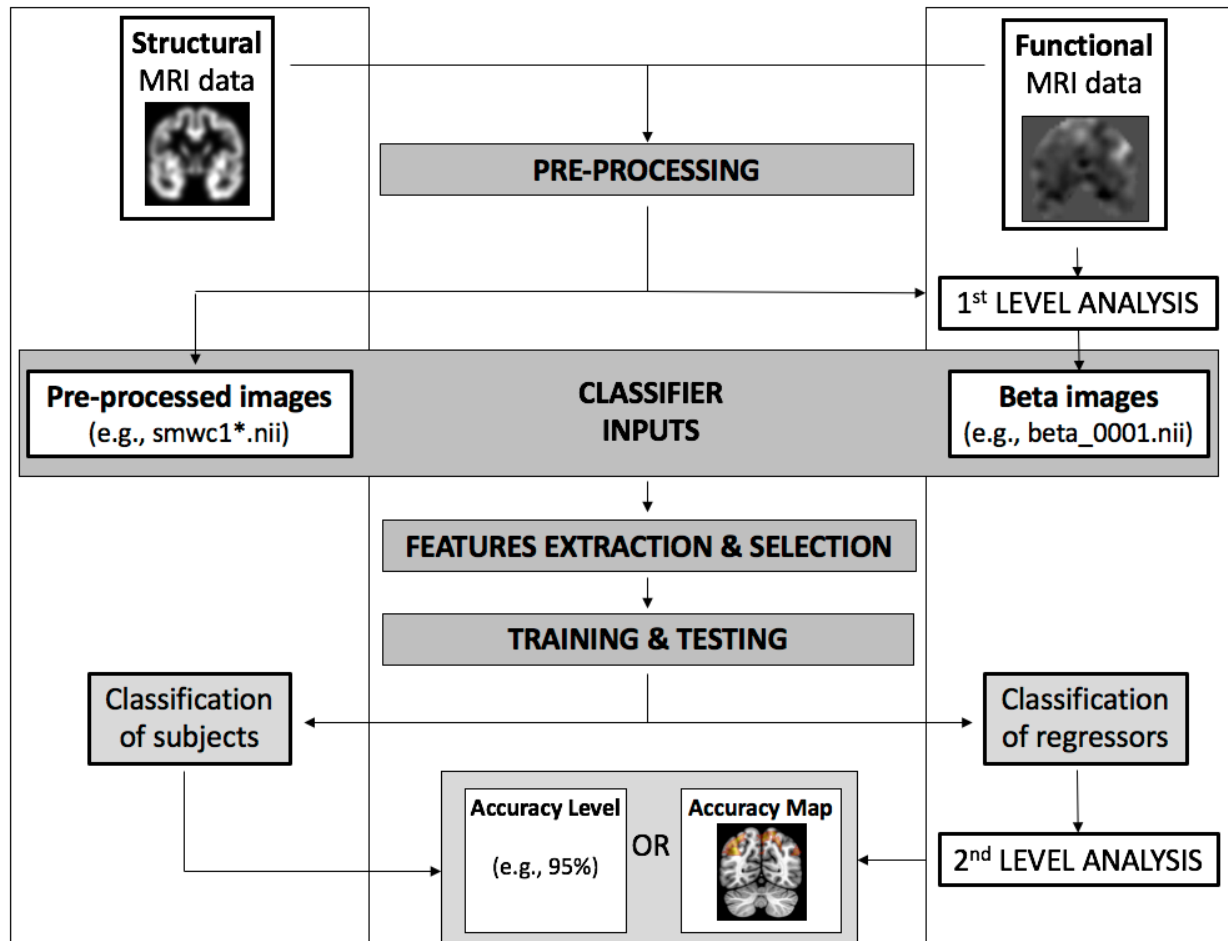 Structural
MRI data
Functional
MRI data
PRE-PROCESSING
1st LEVEL ANALYSIS
Pre-processed images
(e.g., smwc1*.nii)
CLASSIFIER
INPUTS
Beta images
(e.g., beta_0001.nii)
FEATURES EXTRACTION & SELECTION
TRAINING & TESTING
Classification
of subjects
Classification
of regressors
Accuracy Level
(e.g., 95%)
OR
Accuracy Map
2nd LEVEL ANALYSIS